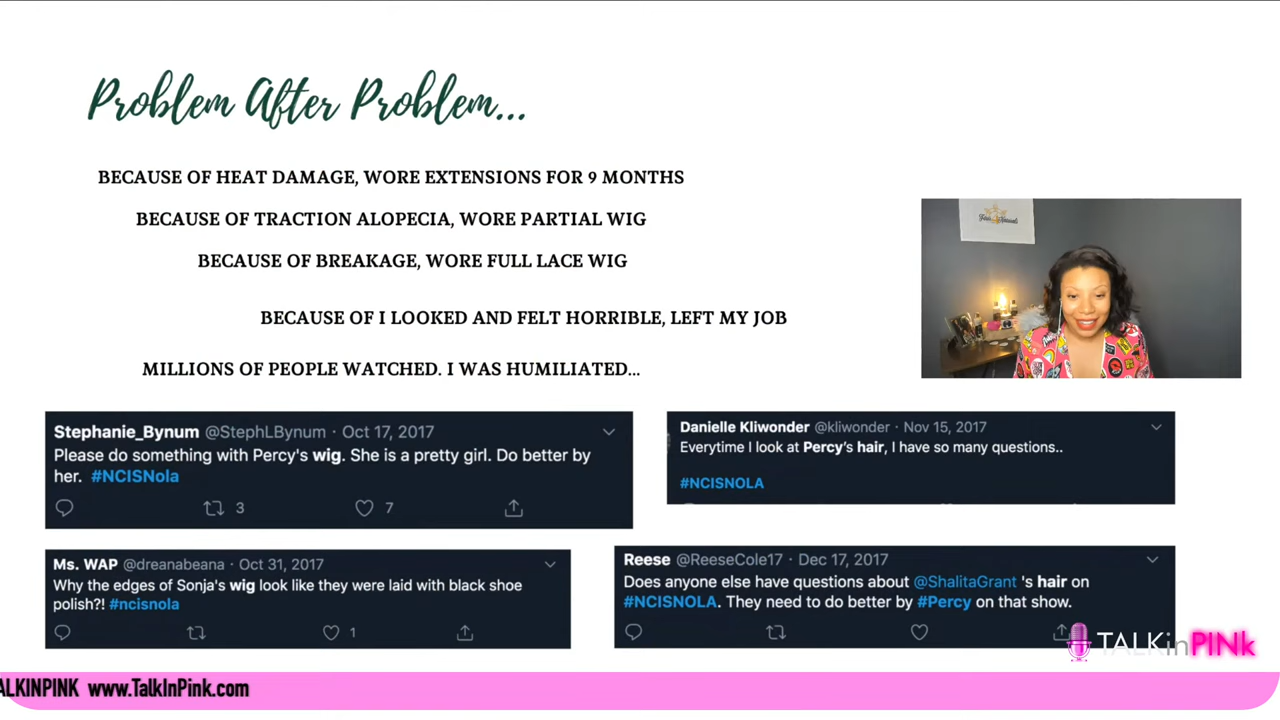 Problem After Problem...
BECAUSE OF HEAT DAMAGE, WORE EXTENSIONS FOR 9 MONTHS
BECAUSE OF TRACTION ALOPECIA, WORE PARTIAL WIG
BECAUSE OF BREAKAGE, WORE FULL LACE WIG
BECAUSE OF I LOOKED AND FELT HORRIBLE, LEFT MY JOB
MILLIONS OF PEOPLE WATCHED. I WAS HUMILIATED...
Stephanie_Bynum @StephLBynum · Oct 17, 2017
Please do something with Percy's wig. She is a pretty girl. Do better by
her. #NCISNola
3 7
Danielle Kliwonder @kliwonder · Nov 15, 2017
Everytime I look at Percy's hair, I have so many questions..
#NCISNOLA
Ms. WAP @dreanabeana · Oct 31, 2017
Why the edges of Sonja's wig look like they were laid with black shoe
polish?! #ncisnola
1
Reese @ReeseCole17 · Dec 17, 2017
Does anyone else have questions about @ShalitaGrant 's hair on
#NCISNOLA. They need to do better by #Percy on that show.
TALKinPINk
ALKINPINK www.TalkInPink.com